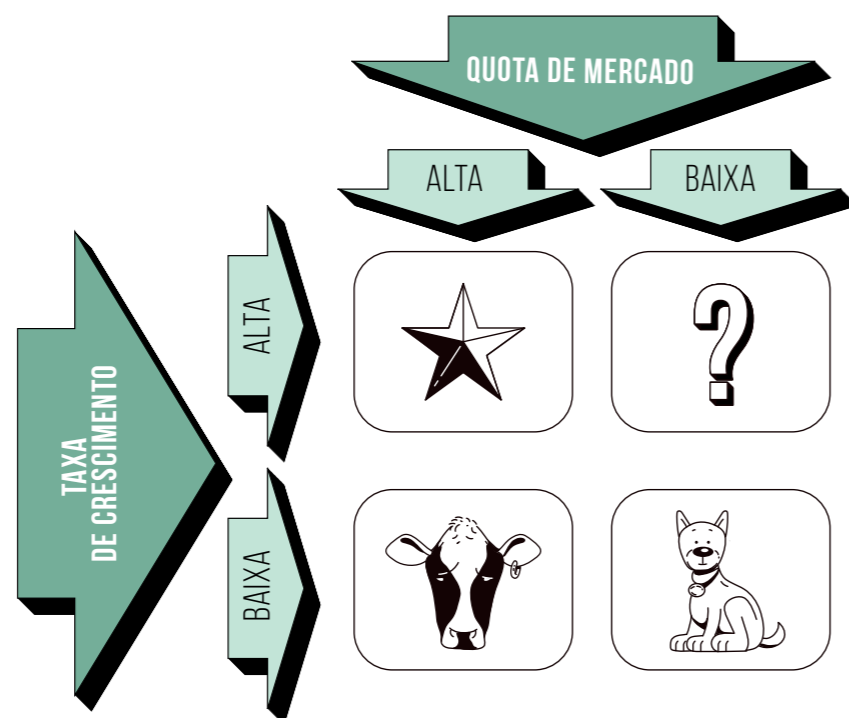 QUOTA DE MERCADO
ALTA
BAIXA
TAXA
DE CRESCIMENTO
ALTA
BAIXA
?